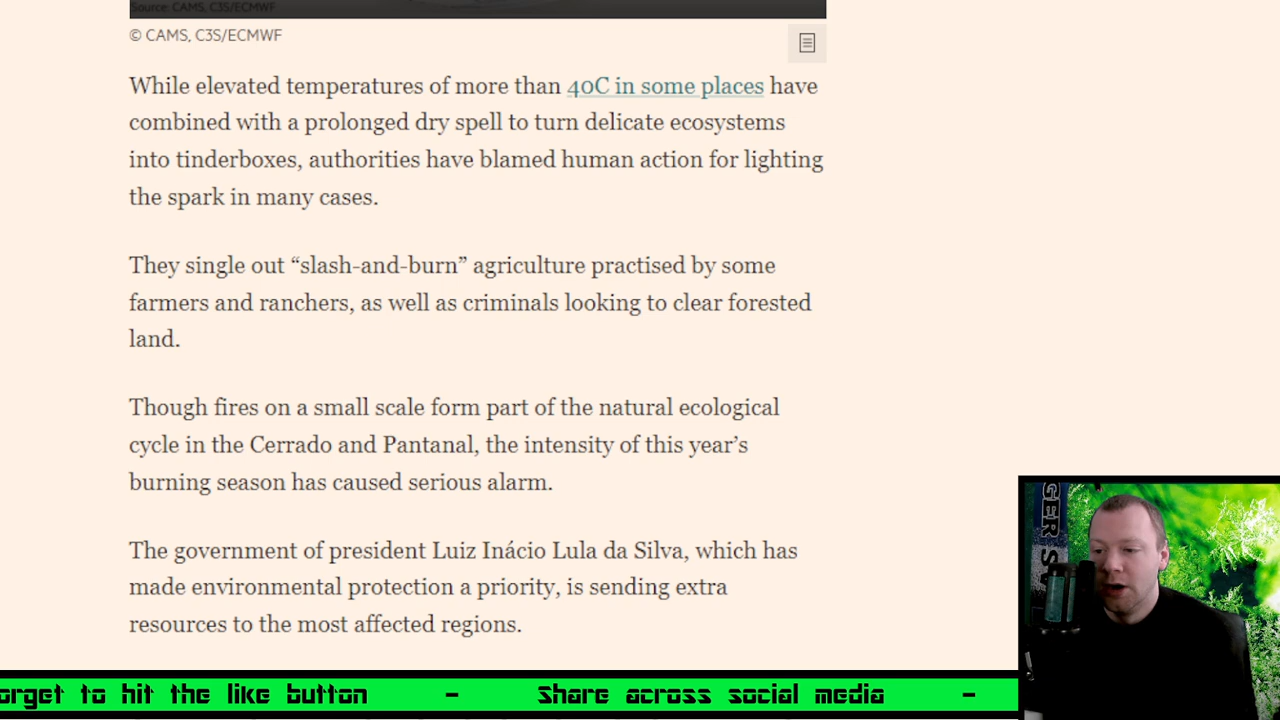 Source: CAMS, C3S/ECMWF
© CAMS, C3S/ECMWF
While elevated temperatures of more than 40C in some places have
combined with a prolonged dry spell to turn delicate ecosystems
into tinderboxes, authorities have blamed human action for lighting
the spark in many cases.
They single out “slash-and-burn” agriculture practised by some
farmers and ranchers, as well as criminals looking to clear forested
land.
Though fires on a small scale form part of the natural ecological
cycle in the Cerrado and Pantanal, the intensity of this year’s
burning season has caused serious alarm.
The government of president Luiz Inácio Lula da Silva, which has
made environmental protection a priority, is sending extra
resources to the most affected regions.
GER S
orget to hit the like button - Share across social media -